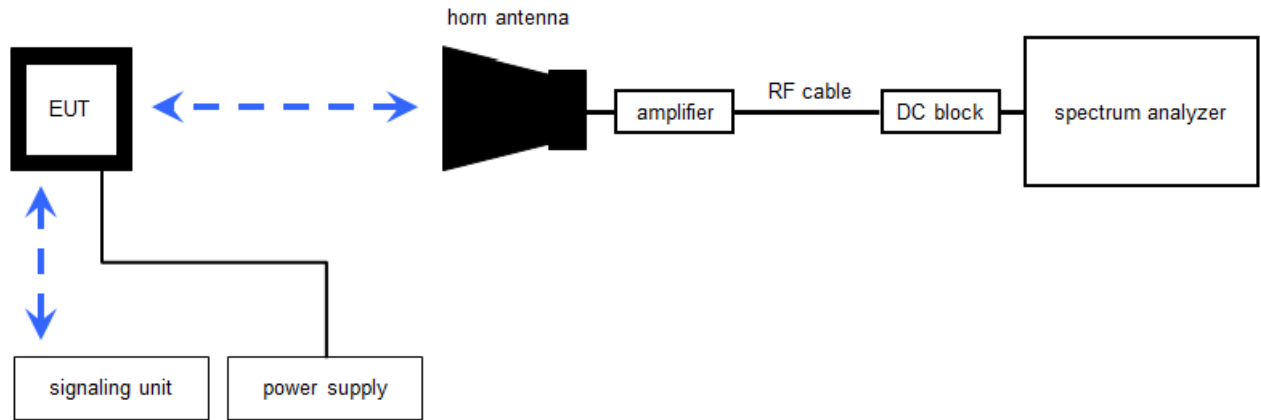 horn antenna
EUT
amplifier
RF cable
DC block
spectrum analyzer
signaling unit
power supply